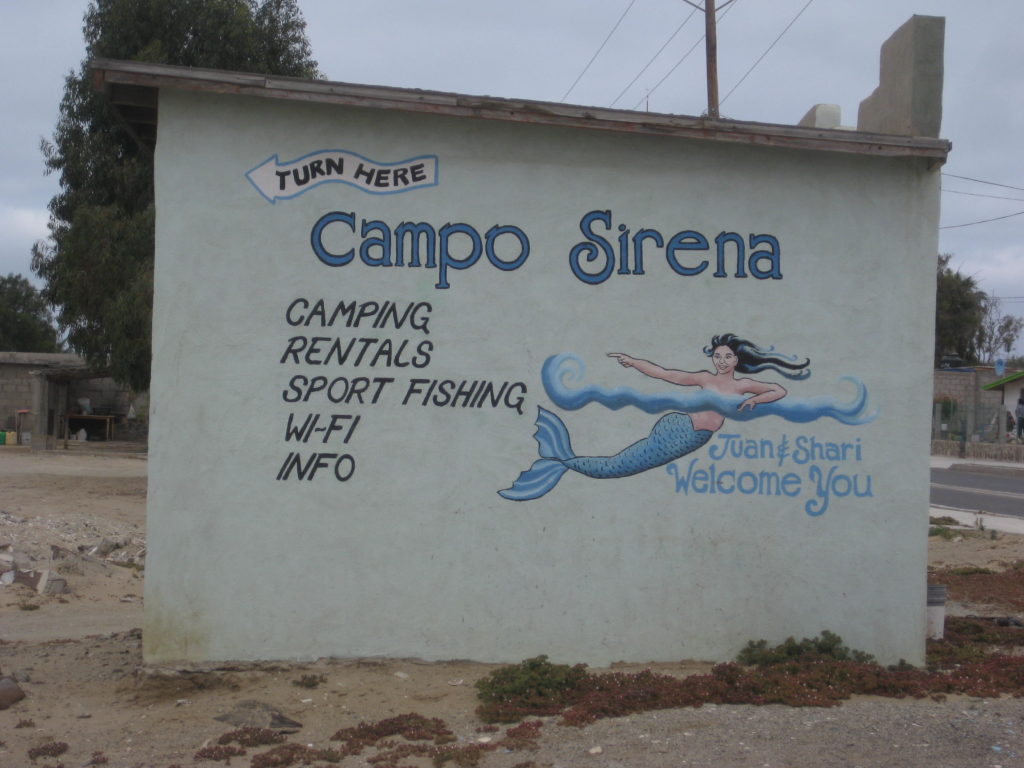 TURN HERE
Campo Sirena
CAMPING
RENTALS
SPORT FISHING
WI-FI
INFO
Juan & Shari
Welcome You